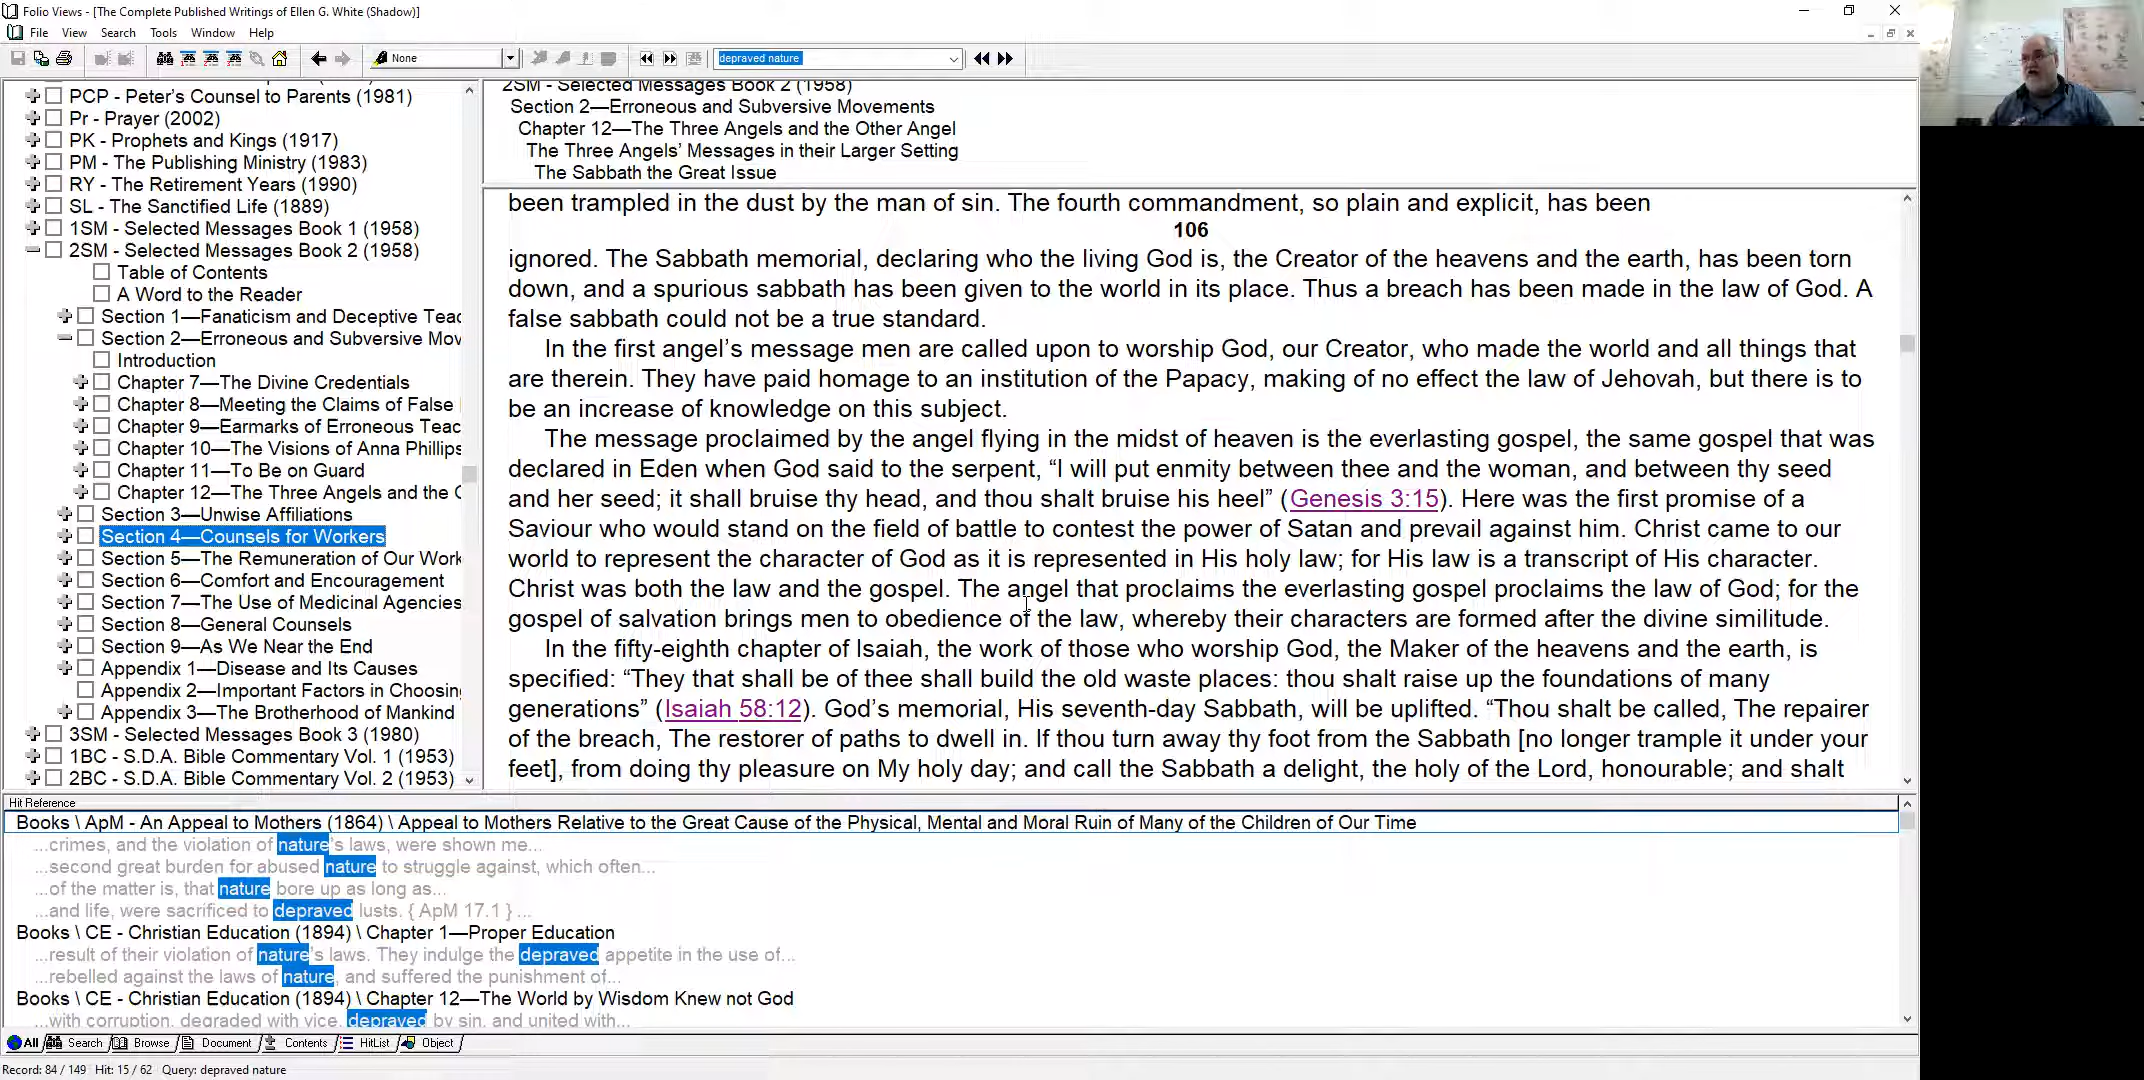 Folio Views - [The Complete Published Writings of Ellen G. White (Shadow)]
File View Search Tools Window Help
None
depraved nature
PCP - Peter's Counsel to Parents (1981)
Pr - Prayer (2002)
PK - Prophets and Kings (1917)
PM - The Publishing Ministry (1983)
RY - The Retirement Years (1990)
SL - The Sanctified Life (1889)
1SM - Selected Messages Book 1 (1958)
2SM - Selected Messages Book 2 (1958)
Table of Contents
A Word to the Reader
Section 1—Fanaticism and Deceptive Teac
Section 2—Erroneous and Subversive Mov
Introduction
Chapter 7—The Divine Credentials
Chapter 8—Meeting the Claims of False
Chapter 9—Earmarks of Erroneous Teac
Chapter 10—The Visions of Anna Phillips
Chapter 11—To Be on Guard
Chapter 12—The Three Angels and the O
Section 3—Unwise Affiliations
Section 4—Counsels for Workers
Section 5—The Remuneration of Our Work
Section 6—Comfort and Encouragement
Section 7—The Use of Medicinal Agencies
Section 8—General Counsels
Section 9—As We Near the End
Appendix 1—Disease and Its Causes
Appendix 2—Important Factors in Choosing
Appendix 3—The Brotherhood of Mankind
3SM - Selected Messages Book 3 (1980)
1BC - S.D.A. Bible Commentary Vol. 1 (1953)
2BC - S.D.A. Bible Commentary Vol. 2 (1953)
2SM - Selected Messages Book 2 (1958)
Section 2—Erroneous and Subversive Movements
Chapter 12—The Three Angels and the Other Angel
The Three Angels' Messages in their Larger Setting
The Sabbath the Great Issue
been trampled in the dust by the man of sin. The fourth commandment, so plain and explicit, has been
106
ignored. The Sabbath memorial, declaring who the living God is, the Creator of the heavens and the earth, has been torn
down, and a spurious sabbath has been given to the world in its place. Thus a breach has been made in the law of God. A
false sabbath could not be a true standard.
In the first angel's message men are called upon to worship God, our Creator, who made the world and all things that
are therein. They have paid homage to an institution of the Papacy, making of no effect the law of Jehovah, but there is to
be an increase of knowledge on this subject.
The message proclaimed by the angel flying in the midst of heaven is the everlasting gospel, the same gospel that was
declared in Eden when God said to the serpent, “I will put enmity between thee and the woman, and between thy seed
and her seed; it shall bruise thy head, and thou shalt bruise his heel” (Genesis 3:15). Here was the first promise of a
Saviour who would stand on the field of battle to contest the power of Satan and prevail against him. Christ came to our
world to represent the character of God as it is represented in His holy law; for His law is a transcript of His character.
Christ was both the law and the gospel. The angel that proclaims the everlasting gospel proclaims the law of God; for the
gospel of salvation brings men to obedience of the law, whereby their characters are formed after the divine similitude.
In the fifty-eighth chapter of Isaiah, the work of those who worship God, the Maker of the heavens and the earth, is
specified: “They that shall be of thee shall build the old waste places: thou shalt raise up the foundations of many
generations” (Isaiah 58:12). God's memorial, His seventh-day Sabbath, will be uplifted. “Thou shalt be called, The repairer
of the breach, The restorer of paths to dwell in. If thou turn away thy foot from the Sabbath [no longer trample it under your
feet], from doing thy pleasure on My holy day; and call the Sabbath a delight, the holy of the Lord, honourable; and shalt
Hit Reference
Books \ ApM - An Appeal to Mothers (1864) \ Appeal to Mothers Relative to the Great Cause of the Physical, Mental and Moral Ruin of Many of the Children of Our Time
...crimes, and the violation of nature's laws, were shown me...
...second great burden for abused nature to struggle against, which often...
...of the matter is, that nature bore up as long as...
...and life, were sacrificed to depraved lusts. { ApM 17.1 } ...
Books \ CE - Christian Education (1894) \ Chapter 1—Proper Education
...result of their violation of nature's laws. They indulge the depraved appetite in the use of...
...rebelled against the laws of nature, and suffered the punishment of...
Books \ CE - Christian Education (1894) \ Chapter 12—The World by Wisdom Knew not God
...with corruption, degraded with vice, depraved by sin, and united with...
All Search Browse Document Contents HitList Object
Record: 84 / 149 Hit: 15 / 62 Query: depraved nature